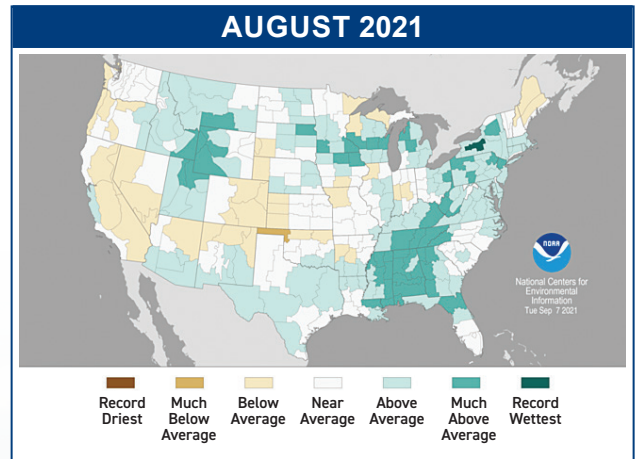 AUGUST 2021
NOAA
National Centers for
Environmental
Information
Tue Sep 7 2021
Record
Driest
Much
Below
Average
Below
Average
Near
Average
Above
Average
Much
Above
Average
Record
Wettest